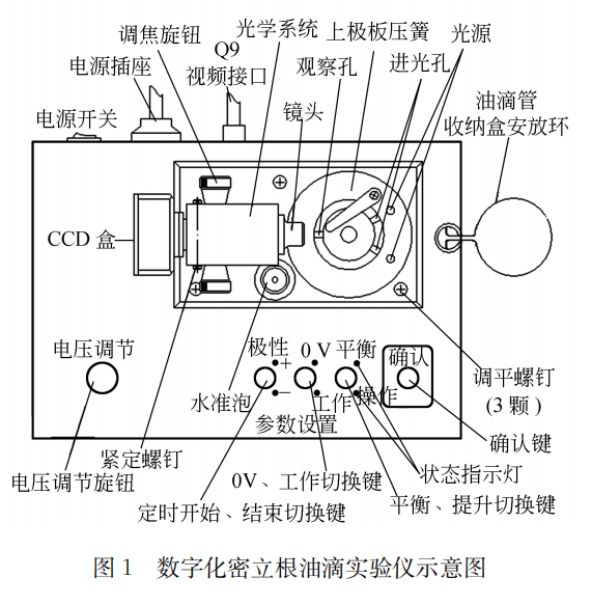 调焦旋钮
光学系统
上极板压簧
光源
电源插座
Q9
视频接口
观察孔
进光孔
电源开关
镜头
油滴管
收纳盒安放环
CCD 盒
电压调节
极性
+
−
0 V
平衡
确认
工作
操作
水准泡
参数设置
调平螺钉
(3 颗)
确认键
紧定螺钉
状态指示灯
电压调节旋钮
0V、工作切换键
平衡、提升切换键
定时开始、结束切换键
图 1 数字化密立根油滴实验仪示意图